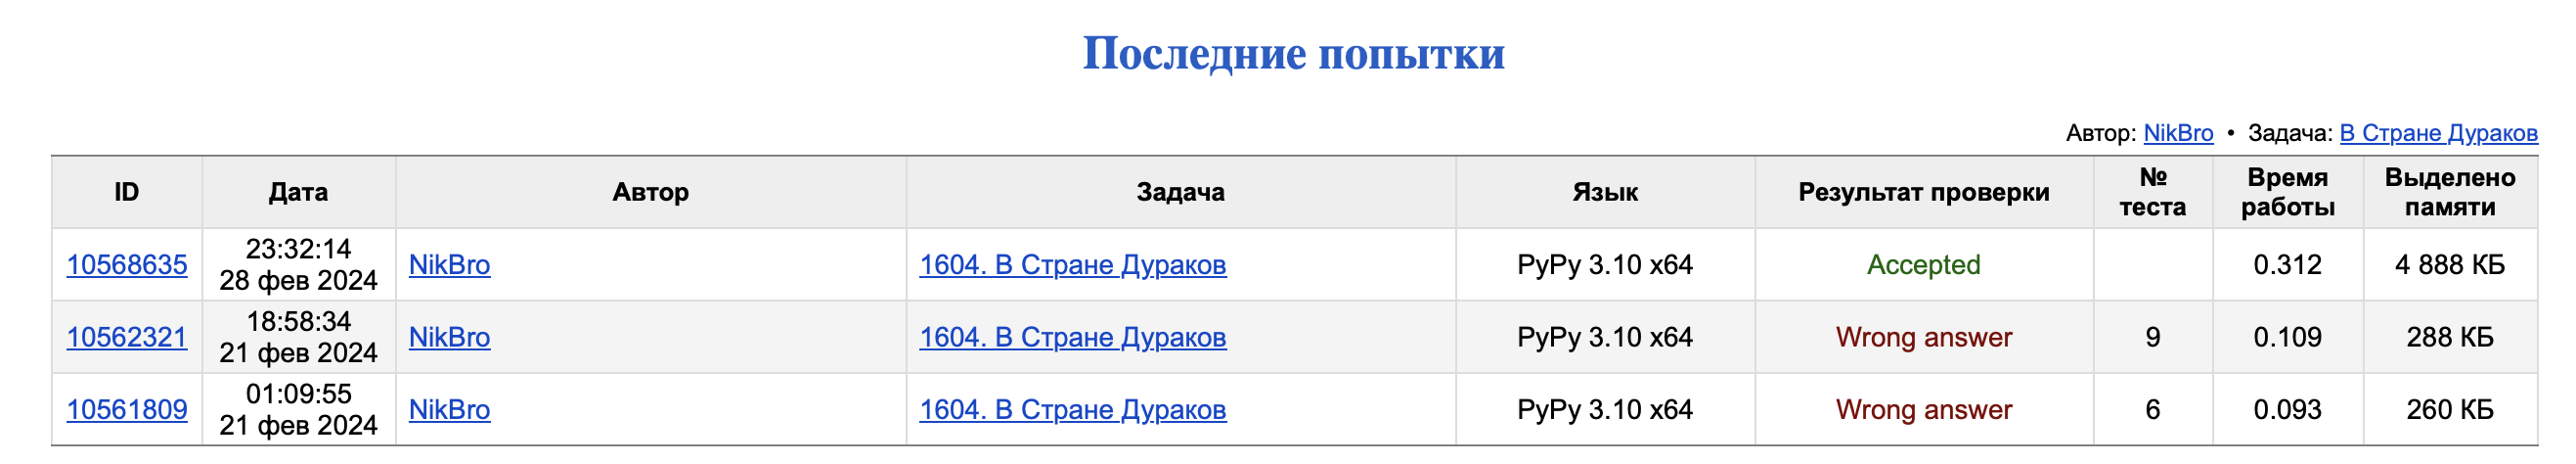 Последние попытки
Автор: NikBro • Задача: В Стране Дураков
ID Дата Автор Задача Язык Результат проверки № теста Время работы Выделено памяти
10568635 23:32:14 28 фев 2024 NikBro 1604. В Стране Дураков PyPy 3.10 x64 Accepted 0.312 4 888 КБ
10562321 18:58:34 21 фев 2024 NikBro 1604. В Стране Дураков PyPy 3.10 x64 Wrong answer 9 0.109 288 КБ
10561809 01:09:55 21 фев 2024 NikBro 1604. В Стране Дураков PyPy 3.10 x64 Wrong answer 6 0.093 260 КБ